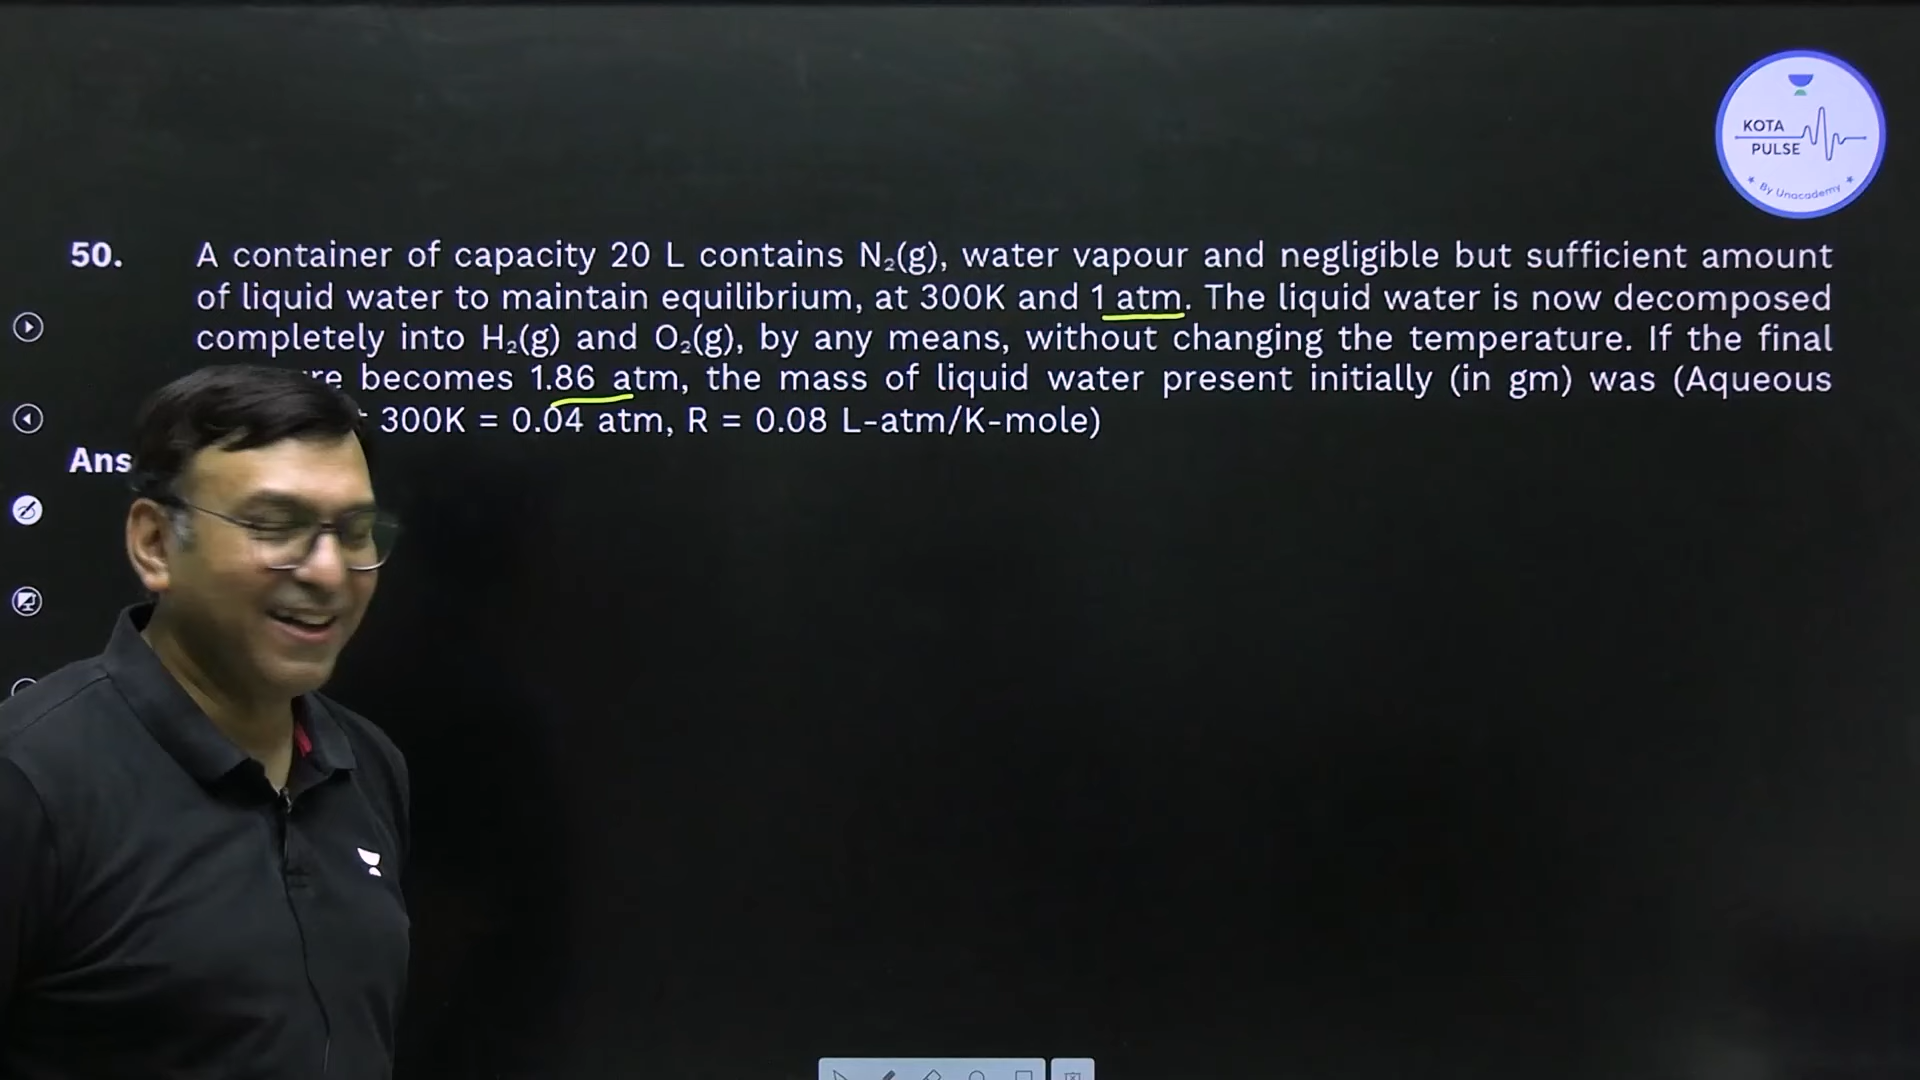 KOTA
PULSE
★ By Unacademy ★
50. A container of capacity 20 L contains N₂(g), water vapour and negligible but sufficient amount
of liquid water to maintain equilibrium, at 300K and 1 atm. The liquid water is now decomposed
completely into H₂(g) and O₂(g), by any means, without changing the temperature. If the final
becomes 1.86 atm, the mass of liquid water present initially (in gm) was (Aqueous
300K = 0.04 atm, R = 0.08 L-atm/K-mole)
Ans